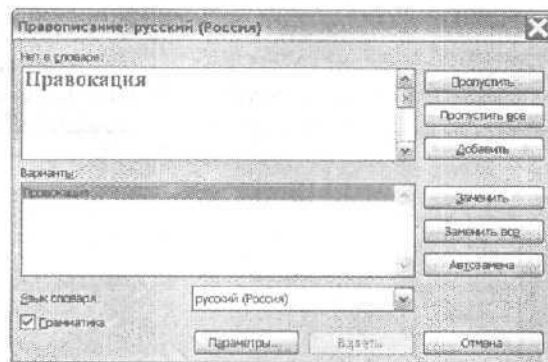 Правописание: русский (Россия)
Нет в словаре:
Правокация
Пропустить
Пропустить все
Добавить
Варианты:
Провокация
Заменить
Заменить все
Автозамена
Язык словаря:
русский (Россия)
Грамматика
Параметры...
Вернуть
Отмена